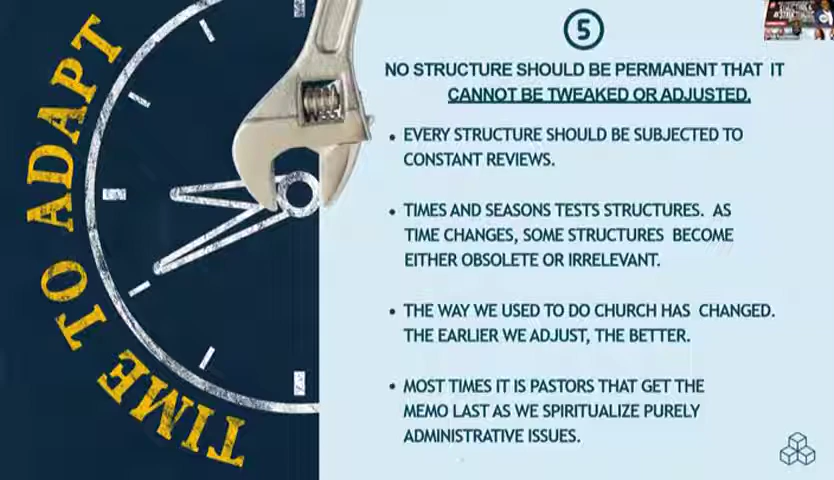 TIME TO ADAPT
5
NO STRUCTURE SHOULD BE PERMANENT THAT IT
CANNOT BE TWEAKED OR ADJUSTED.
• EVERY STRUCTURE SHOULD BE SUBJECTED TO
CONSTANT REVIEWS.
• TIMES AND SEASONS TESTS STRUCTURES. AS
TIME CHANGES, SOME STRUCTURES BECOME
EITHER OBSOLETE OR IRRELEVANT.
• THE WAY WE USED TO DO CHURCH HAS CHANGED.
THE EARLIER WE ADJUST, THE BETTER.
• MOST TIMES IT IS PASTORS THAT GET THE
MEMO LAST AS WE SPIRITUALIZE PURELY
ADMINISTRATIVE ISSUES.